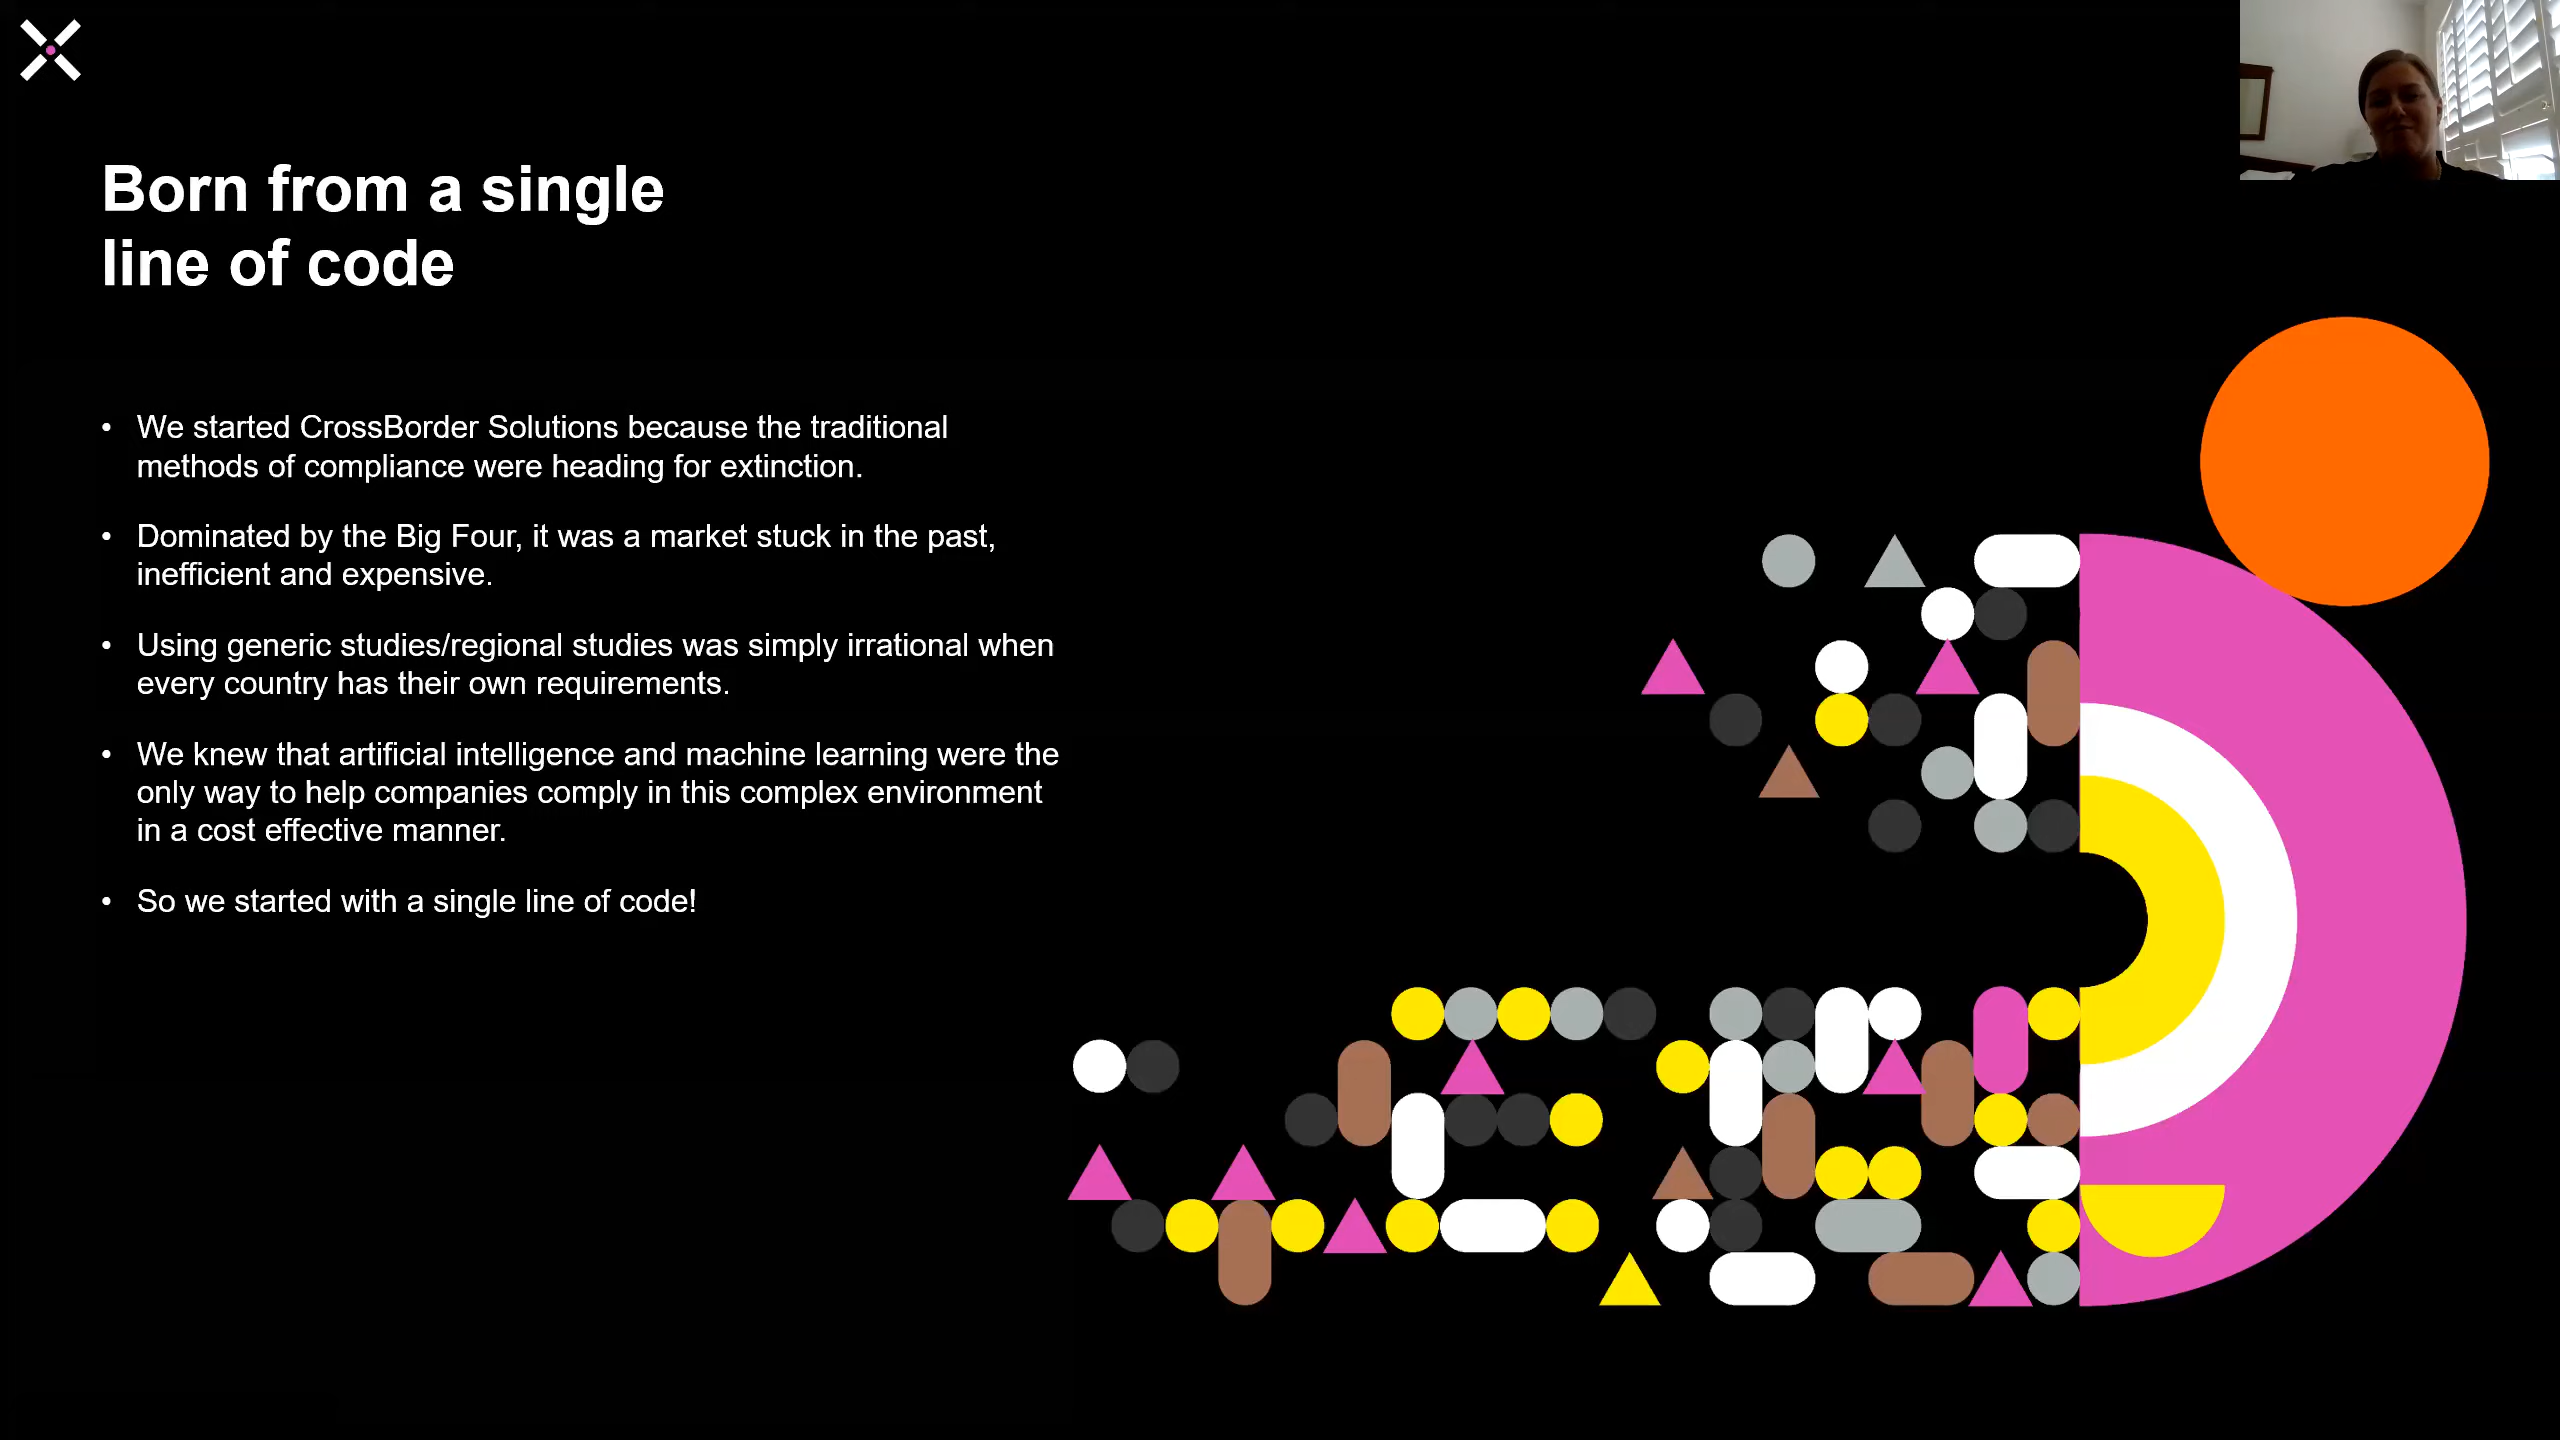 Born from a single
line of code
• We started CrossBorder Solutions because the traditional
methods of compliance were heading for extinction.
• Dominated by the Big Four, it was a market stuck in the past,
inefficient and expensive.
• Using generic studies/regional studies was simply irrational when
every country has their own requirements.
• We knew that artificial intelligence and machine learning were the
only way to help companies comply in this complex environment
in a cost effective manner.
• So we started with a single line of code!